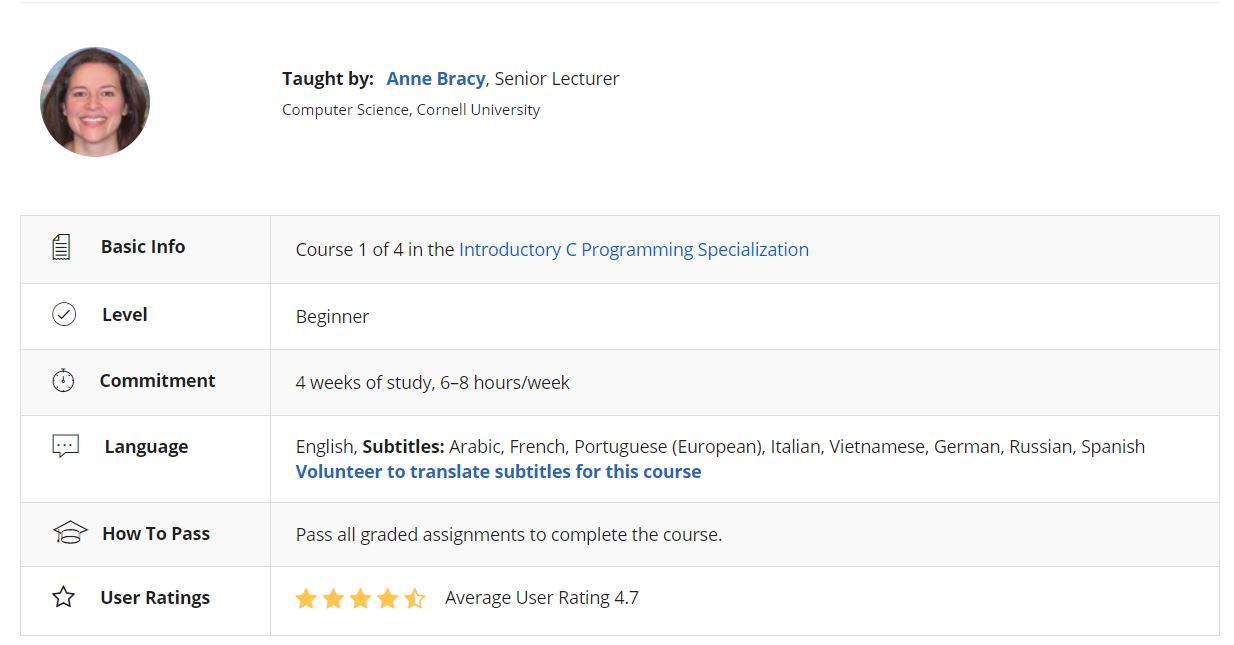 Taught by: Anne Bracy, Senior Lecturer
Computer Science, Cornell University
Basic Info
Course 1 of 4 in the Introductory C Programming Specialization
Level
Beginner
Commitment
4 weeks of study, 6–8 hours/week
Language
English, Subtitles: Arabic, French, Portuguese (European), Italian, Vietnamese, German, Russian, Spanish
Volunteer to translate subtitles for this course
How To Pass
Pass all graded assignments to complete the course.
User Ratings
Average User Rating 4.7